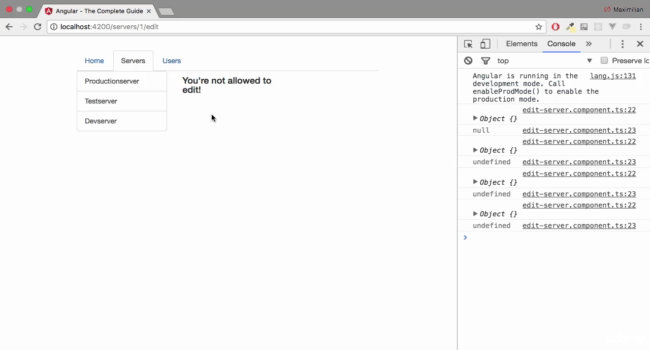 Angular - The Complete Guide
Maximilian
localhost:4200/servers/1/edit
Home Servers Users
Productionserver
Testserver
Devserver
You're not allowed to
edit!
Elements Console
top Preserve lo
Angular is running in the lang.js:131
development mode. Call
enableProdMode() to enable the
production mode.
edit-server.component.ts:22
Object {}
null edit-server.component.ts:23
edit-server.component.ts:22
Object {}
undefined edit-server.component.ts:23
edit-server.component.ts:22
Object {}
undefined edit-server.component.ts:23
edit-server.component.ts:22
Object {}
undefined edit-server.component.ts:23